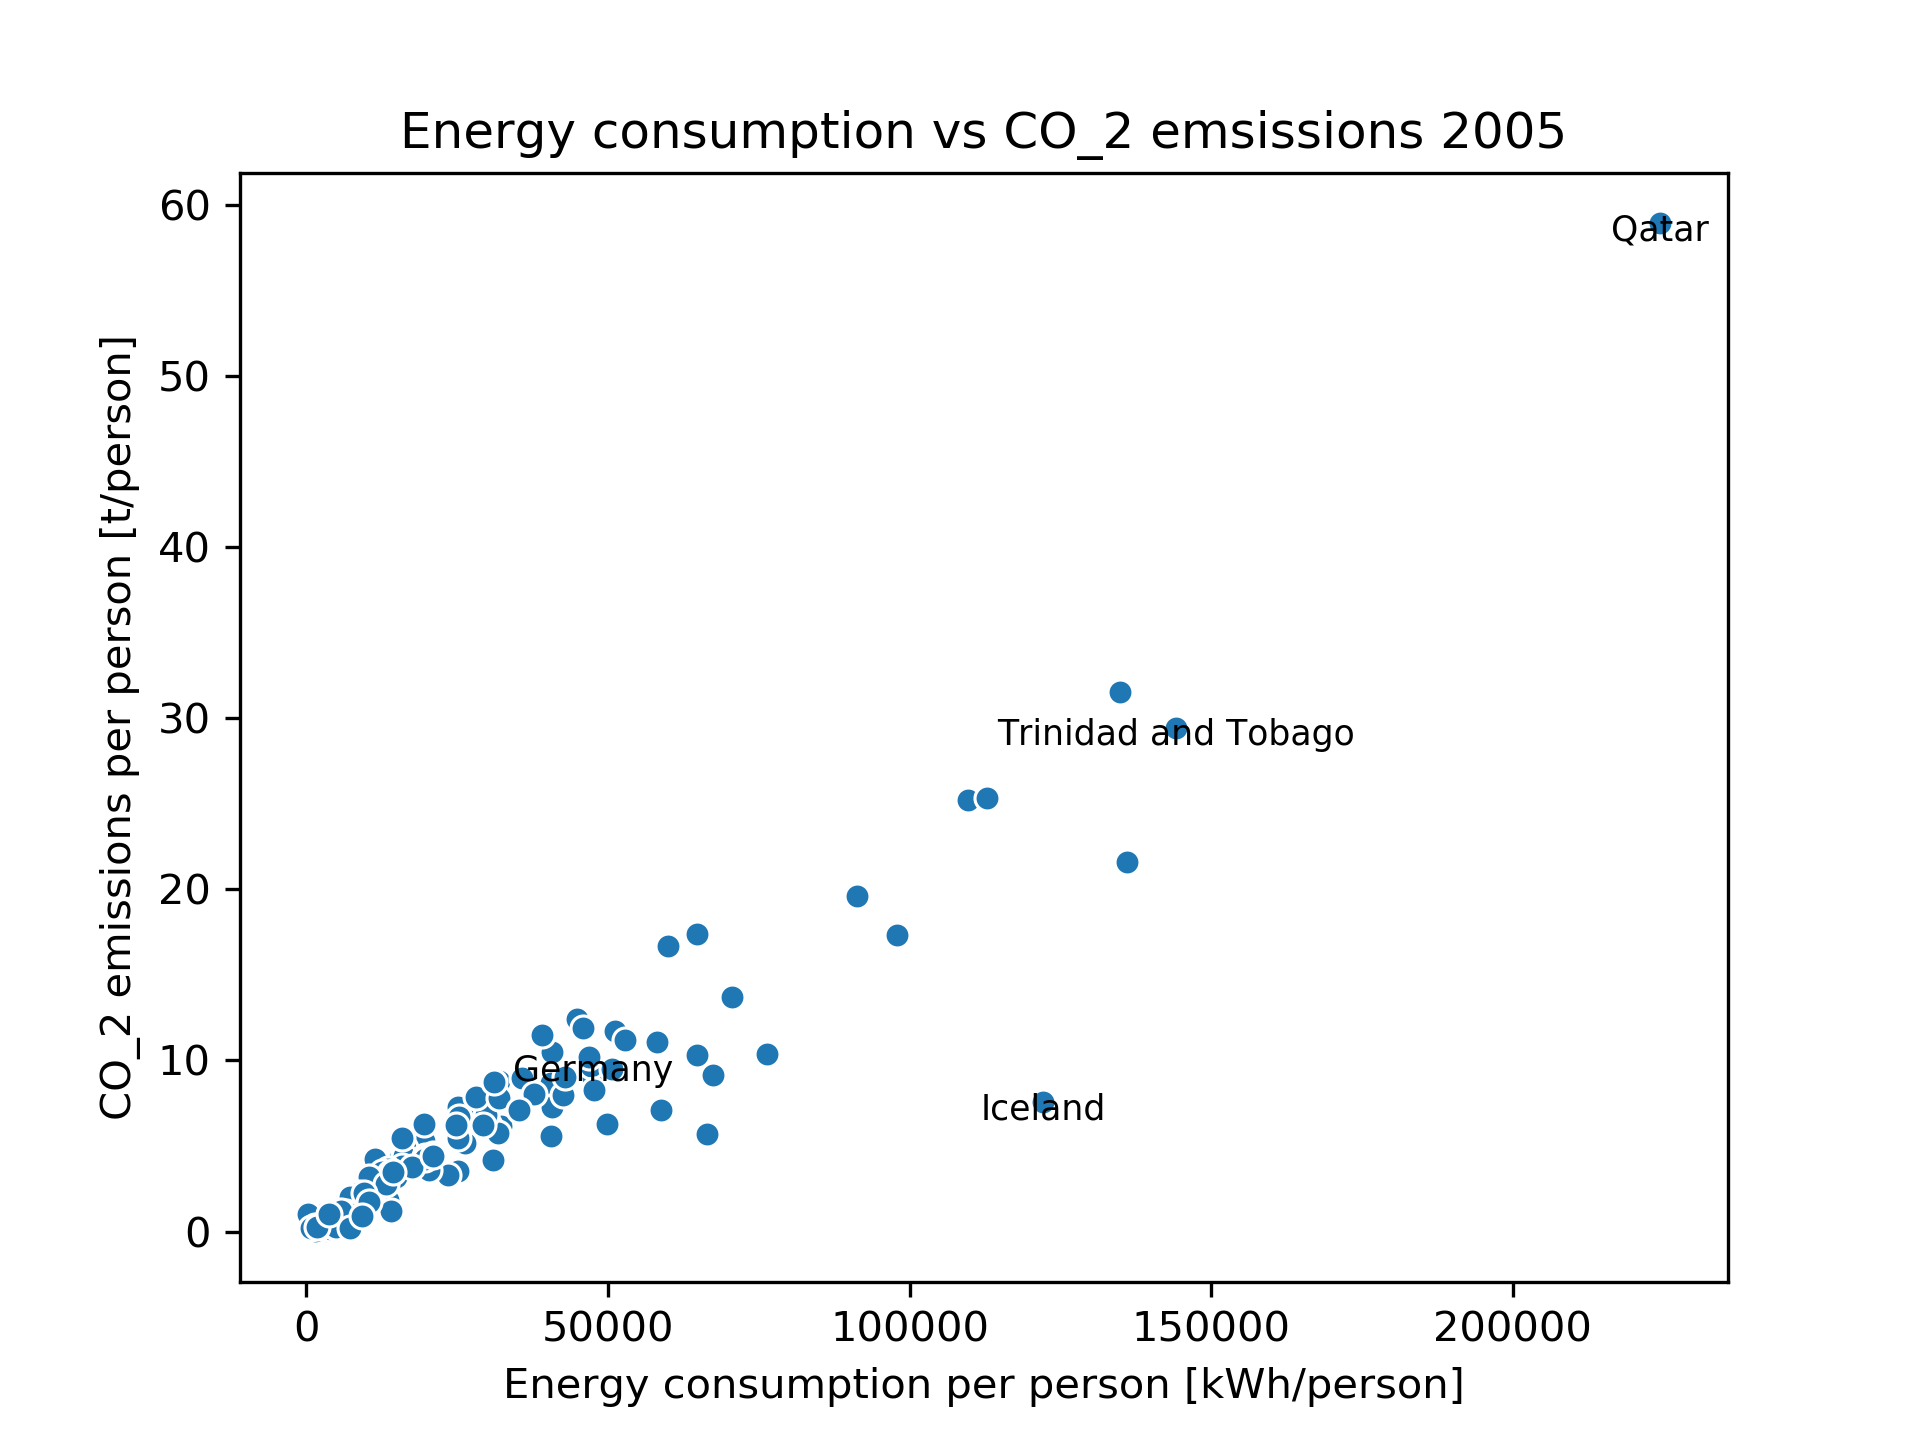 Energy consumption vs CO_2 emsissions 2005
60
50
40
30
20
10
0
CO_2 emissions per person [t/person]
Qatar
Trinidad and Tobago
Germany
Iceland
0
50000
100000
150000
200000
Energy consumption per person [kWh/person]